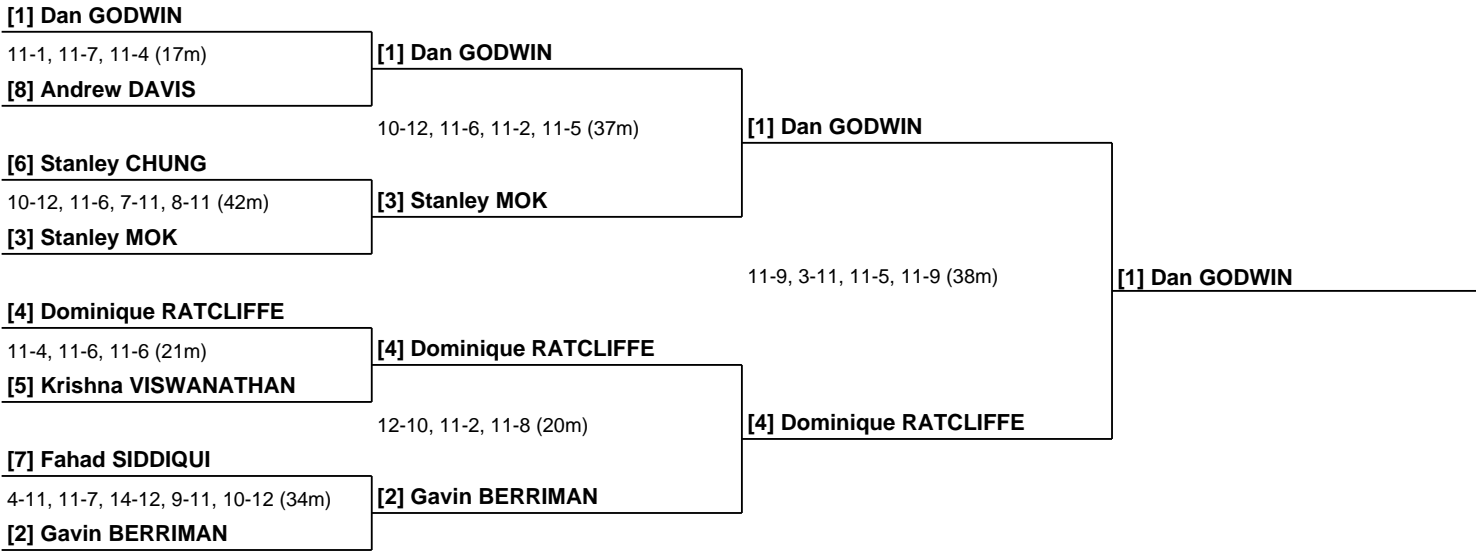 [1] Dan GODWIN
11-1, 11-7, 11-4 (17m)
[1] Dan GODWIN
[8] Andrew DAVIS
10-12, 11-6, 11-2, 11-5 (37m)
[1] Dan GODWIN
[6] Stanley CHUNG
10-12, 11-6, 7-11, 8-11 (42m)
[3] Stanley MOK
[3] Stanley MOK
11-9, 3-11, 11-5, 11-9 (38m)
[1] Dan GODWIN
[4] Dominique RATCLIFFE
11-4, 11-6, 11-6 (21m)
[4] Dominique RATCLIFFE
[5] Krishna VISWANATHAN
12-10, 11-2, 11-8 (20m)
[4] Dominique RATCLIFFE
[7] Fahad SIDDIQUI
4-11, 11-7, 14-12, 9-11, 10-12 (34m)
[2] Gavin BERRIMAN
[2] Gavin BERRIMAN